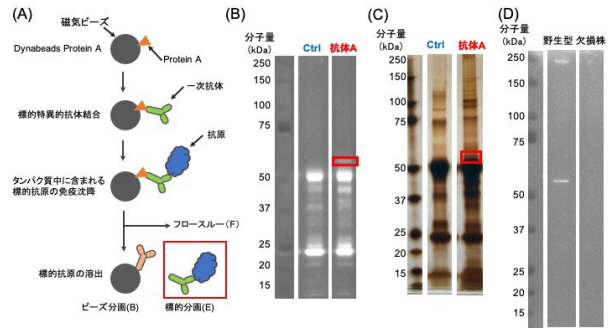 (A)
磁気ビーズ
Dynabeads Protein A
Protein A
一次抗体
標的特異的抗体結合
抗原
タンパク質中に含まれる
標的抗原の免疫沈降
フロースルー(F)
標的抗原の溶出
ビーズ分画(B)
標的分画(E)
(B)
分子量
(kDa)
Ctrl
抗体A
250
150
100
75
50
37
25
20
15
(C)
分子量
(kDa)
Ctrl
抗体A
250
150
100
75
50
37
25
20
15
(D)
分子量
(kDa)
野生型
欠損株
250
150
100
75
50
37
25
20
15